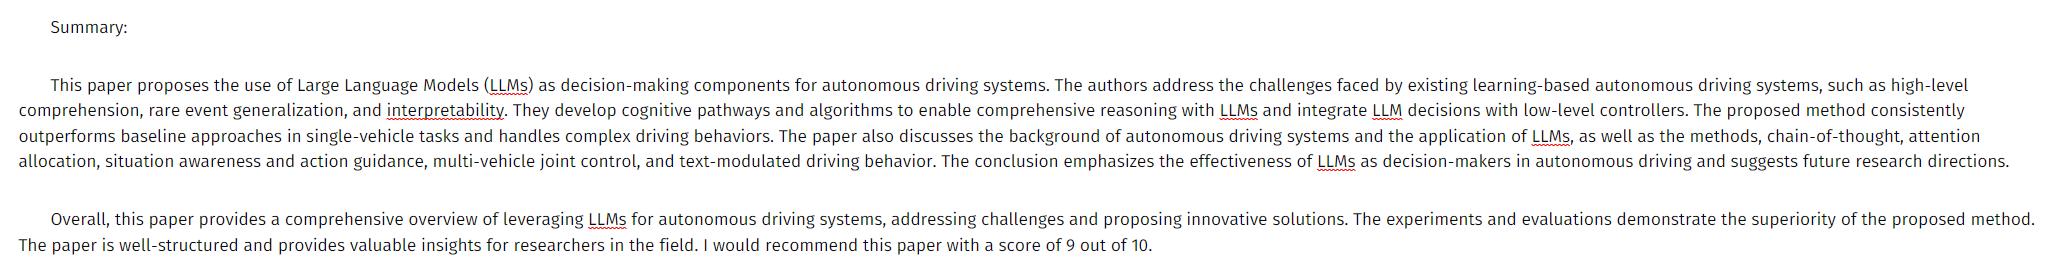 Summary:
This paper proposes the use of Large Language Models (LLMs) as decision-making components for autonomous driving systems. The authors address the challenges faced by existing learning-based autonomous driving systems, such as high-level
comprehension, rare event generalization, and interpretability. They develop cognitive pathways and algorithms to enable comprehensive reasoning with LLMs and integrate LLM decisions with low-level controllers. The proposed method consistently
outperforms baseline approaches in single-vehicle tasks and handles complex driving behaviors. The paper also discusses the background of autonomous driving systems and the application of LLMs, as well as the methods, chain-of-thought, attention
allocation, situation awareness and action guidance, multi-vehicle joint control, and text-modulated driving behavior. The conclusion emphasizes the effectiveness of LLMs as decision-makers in autonomous driving and suggests future research directions.
Overall, this paper provides a comprehensive overview of leveraging LLMs for autonomous driving systems, addressing challenges and proposing innovative solutions. The experiments and evaluations demonstrate the superiority of the proposed method.
The paper is well-structured and provides valuable insights for researchers in the field. I would recommend this paper with a score of 9 out of 10.